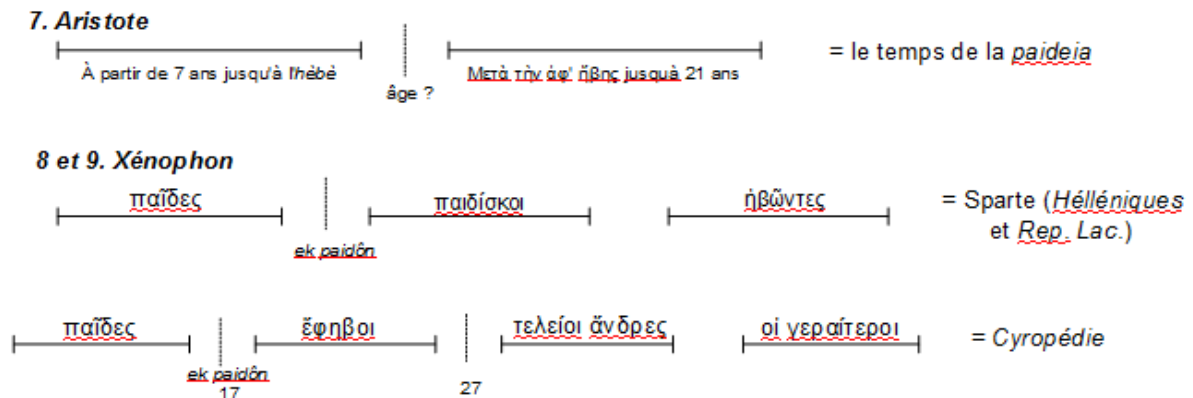 7. Aristote
À partir de 7 ans jusqu'à l'hèbè
âge ?
Μετὰ τὴν ἀφ' ἥβης jusquà 21 ans
= le temps de la paideia
8 et 9. Xénophon
παῖδες
ek paidôn
παιδίσκοι
ἡβῶντες
= Sparte (Hélléniques
et Rep. Lac.)
παῖδες
ek paidôn
17
ἔφηβοι
27
τελείοι ἄνδρες
οἱ γεραίτεροι
= Cyropédie